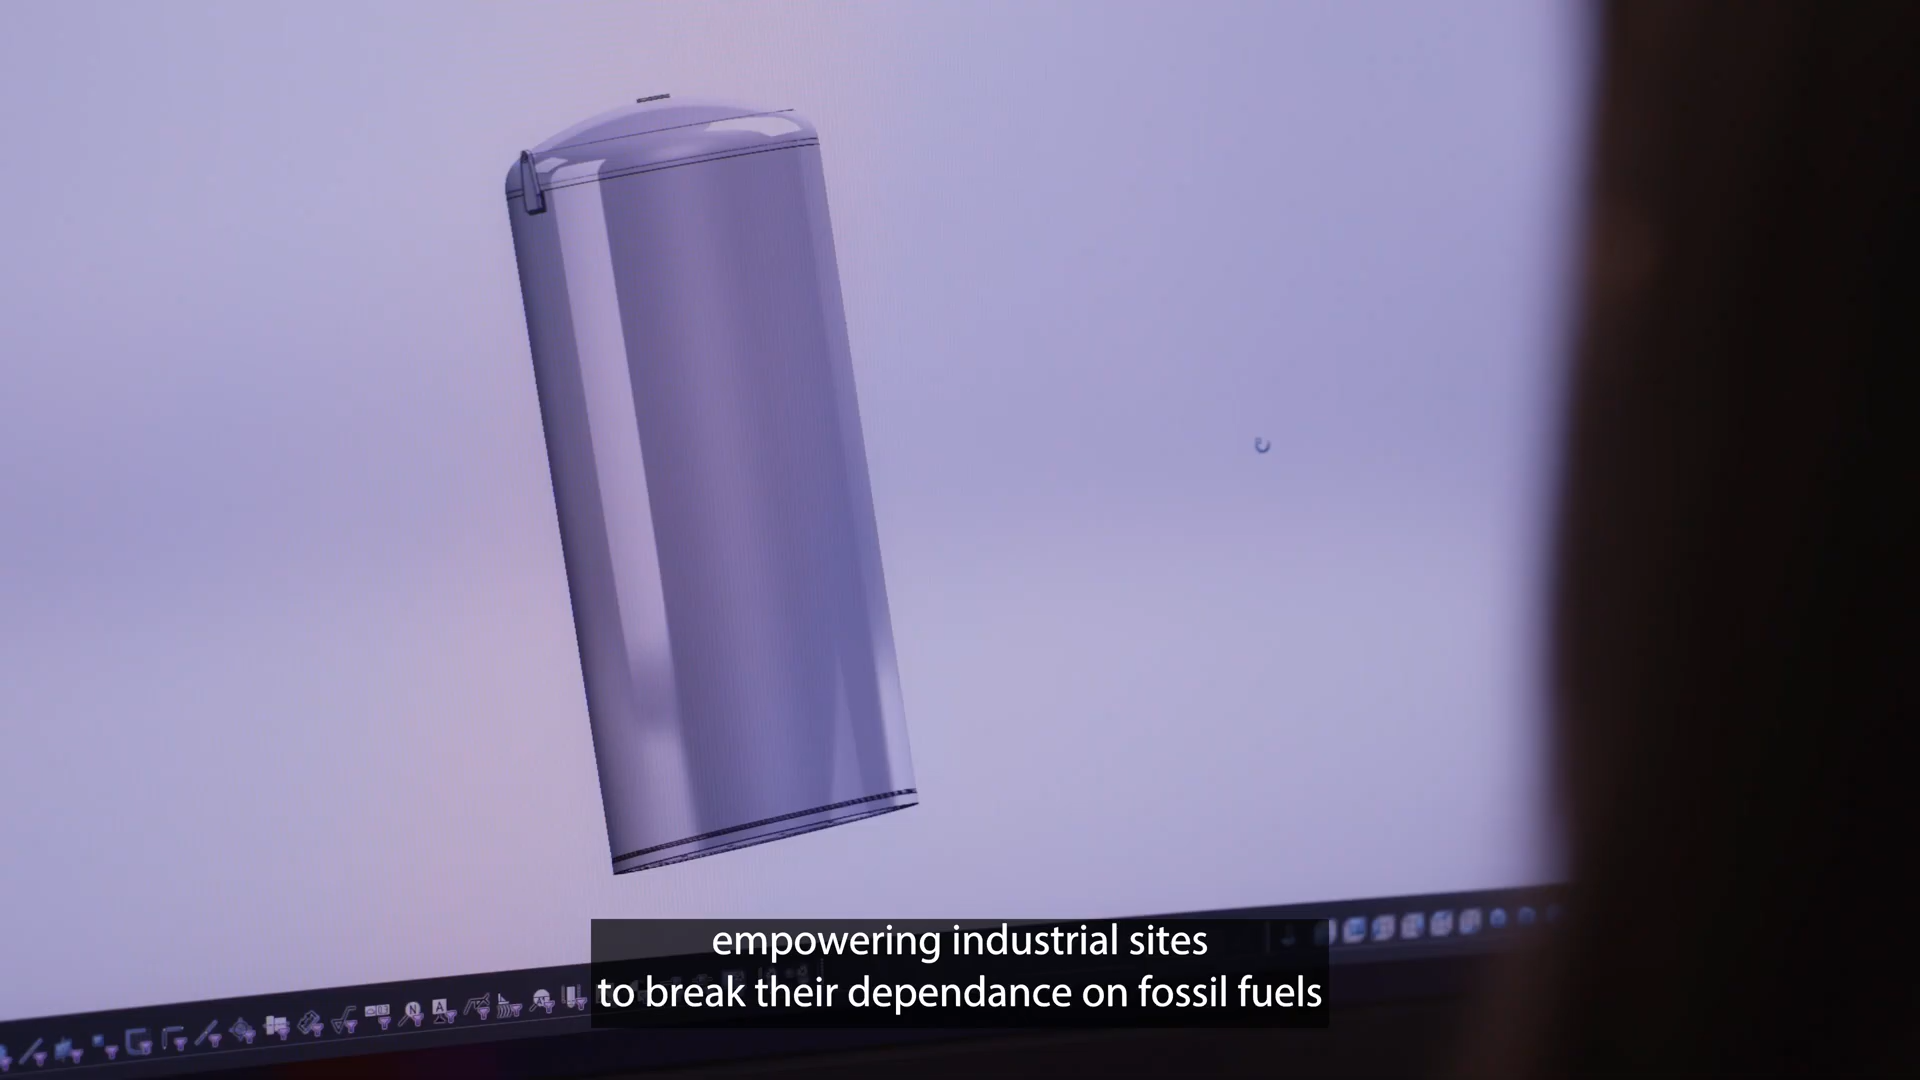 empowering industrial sites
to break their dependance on fossil fuels